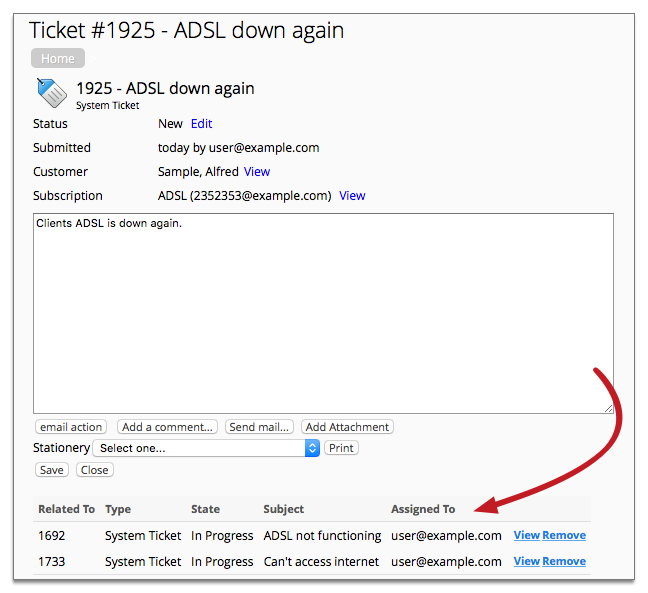 Ticket #1925 - ADSL down again
Home
1925 - ADSL down again
System Ticket
Status New Edit
Submitted today by user@example.com
Customer Sample, Alfred View
Subscription ADSL (2352353@example.com) View
Clients ADSL is down again.
email action Add a comment... Send mail... Add Attachment
Stationery Select one... Print
Save Close
Related To Type State Subject Assigned To
1692 System Ticket In Progress ADSL not functioning user@example.com View Remove
1733 System Ticket In Progress Can't access internet user@example.com View Remove